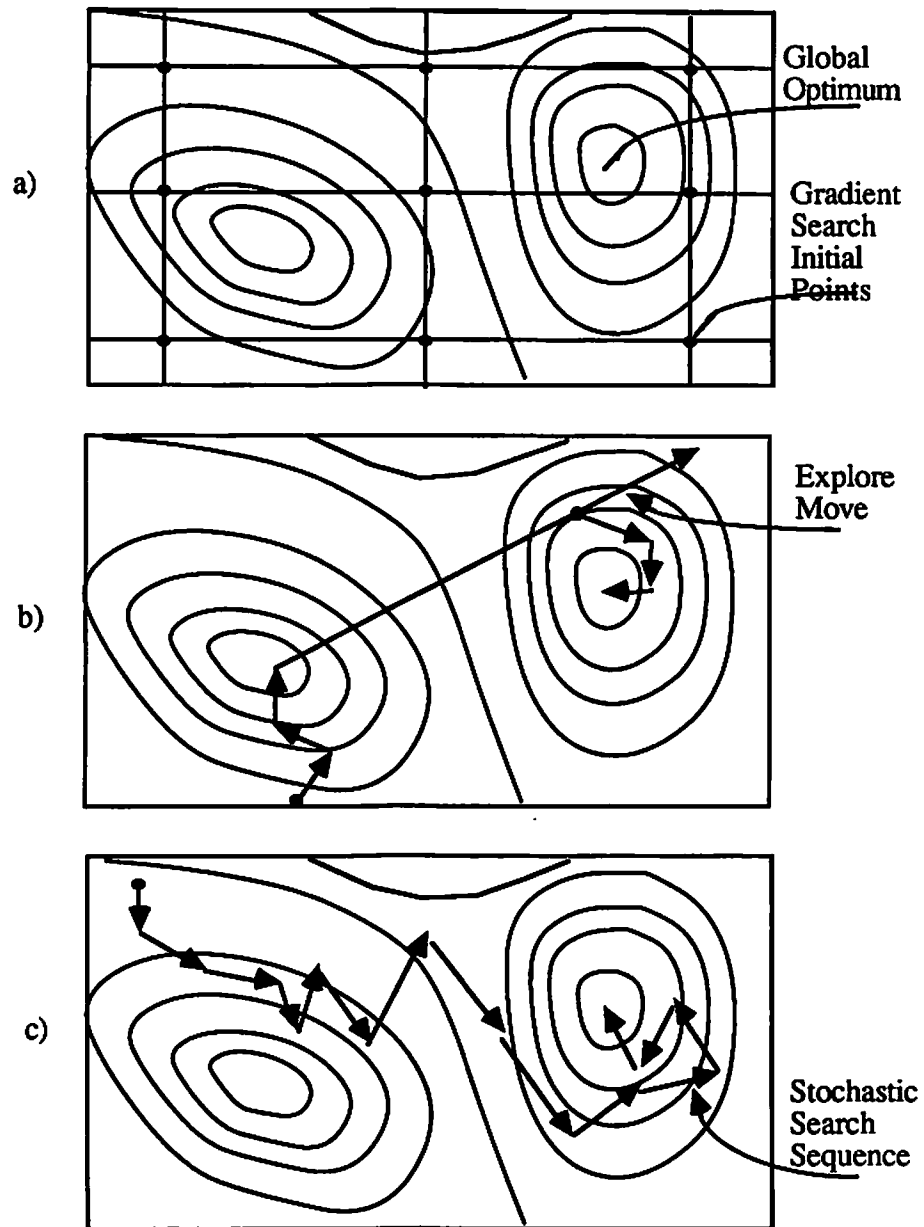 a)
Global
Optimum
Gradient
Search
Initial
Points
b)
Explore
Move
c)
Stochastic
Search
Sequence